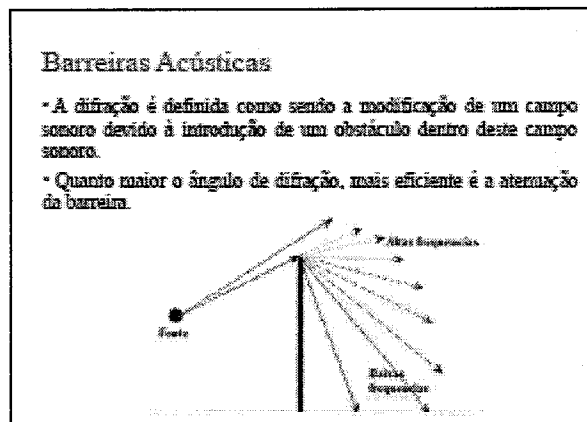 Barreiras Acústicas
• A difração é definida como sendo a modificação de um campo
sonoro devido à introdução de um obstáculo dentro deste campo
sonoro.
• Quanto maior o ângulo de difração, mais eficiente é a atenuação
da barreira.
Altas frequências
Fonte
Baixas
frequências